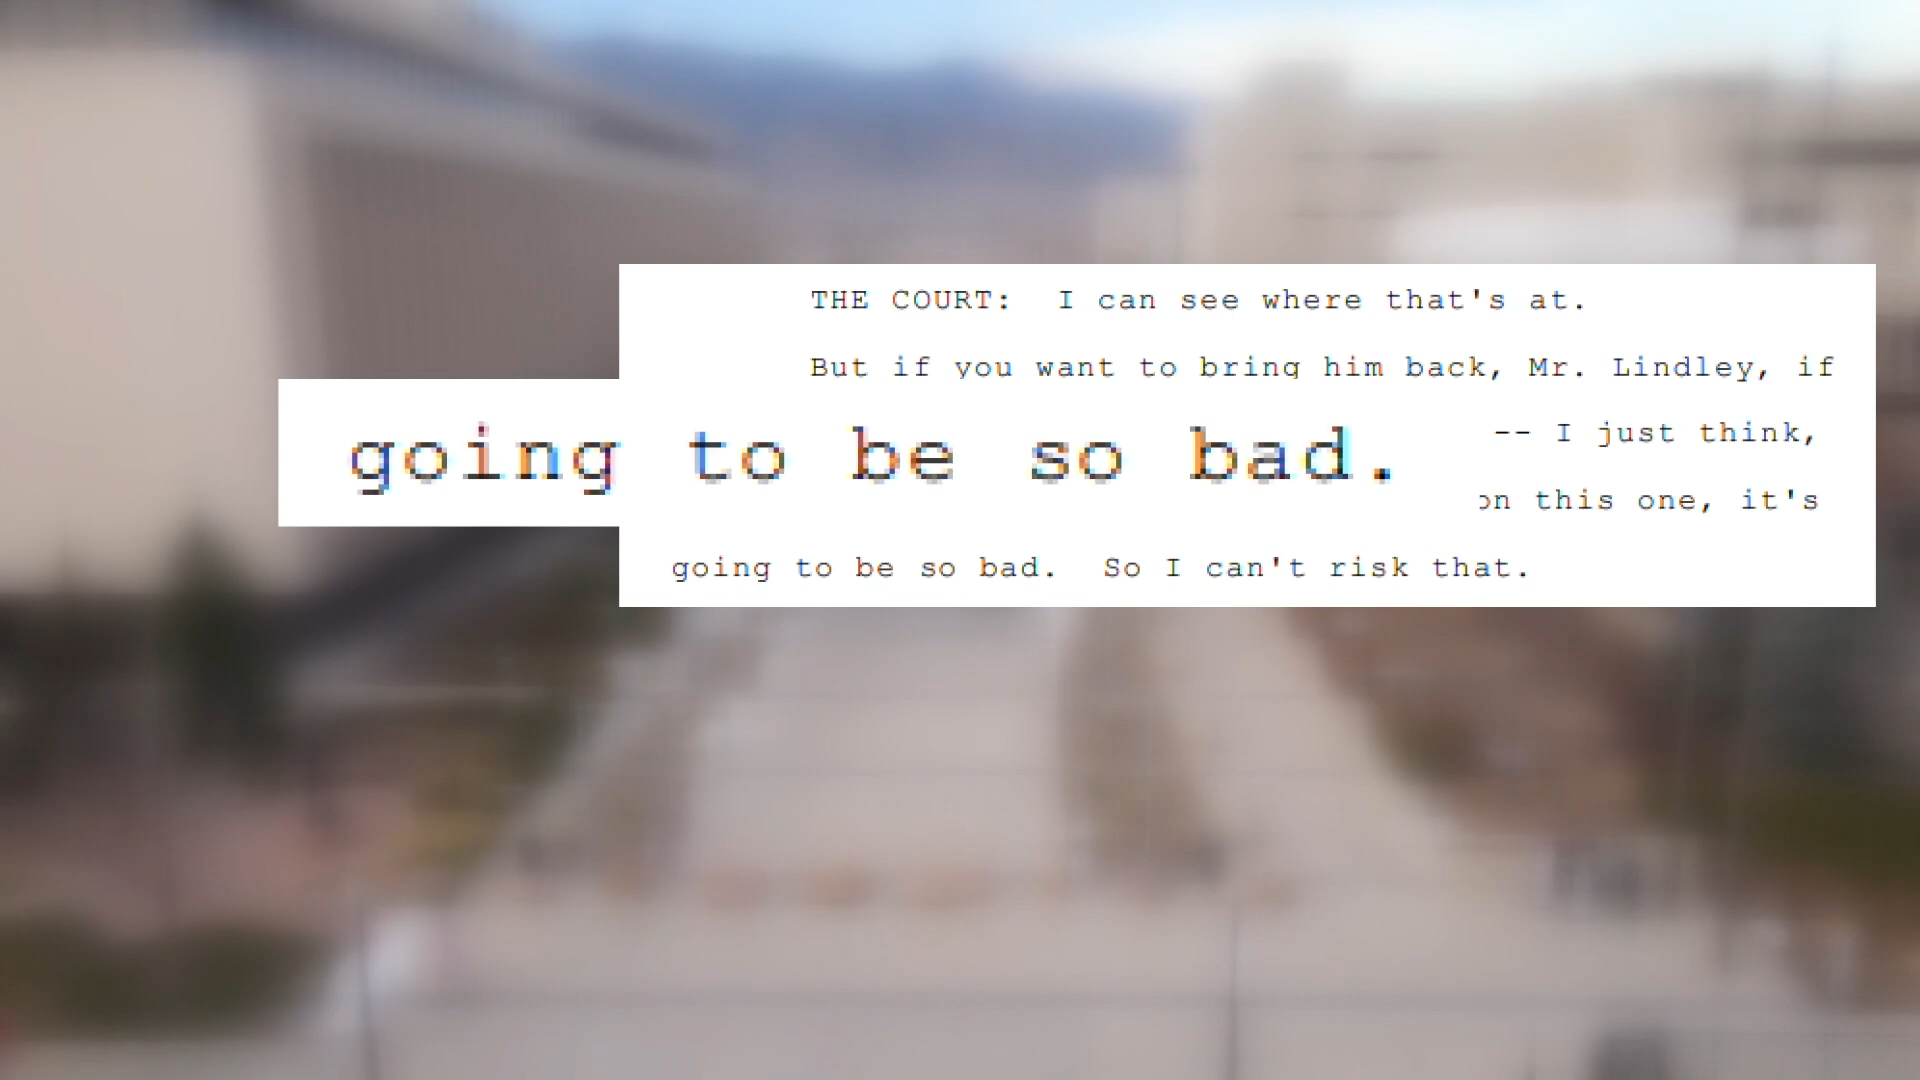 THE COURT:  I can see where that's at.
But if you want to bring him back, Mr. Lindley, if
going to be so bad.
-- I just think,
this one, it's
going to be so bad.  So I can't risk that.